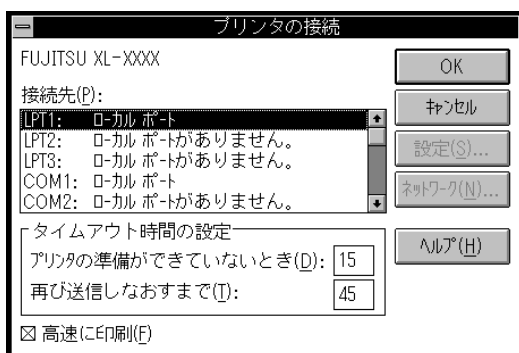 プリンタの接続
FUJITSU XL-XXXX
接続先(P):
LPT1: ﾛｰｶﾙ ﾎﾟｰﾄ
LPT2: ﾛｰｶﾙ ﾎﾟｰﾄがありません。
LPT3: ﾛｰｶﾙ ﾎﾟｰﾄがありません。
COM1: ﾛｰｶﾙ ﾎﾟｰﾄ
COM2: ﾛｰｶﾙ ﾎﾟｰﾄがありません。
タイムアウト時間の設定
ﾌﾟﾘﾝﾀの準備ができていないとき(D): 15
再び送信しなおすまで(T): 45
高速に印刷(F)
OK
ｷｬﾝｾﾙ
設定(S)...
ﾈｯﾄﾜｰｸ(N)...
ﾍﾙﾌﾟ(H)